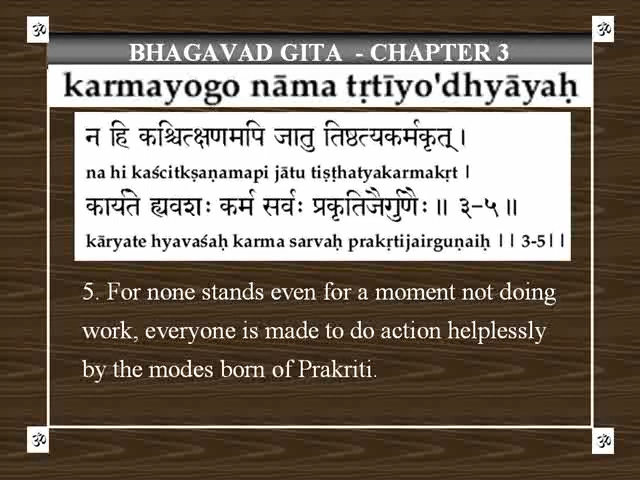 ॐ ॐ
BHAGAVAD GITA - CHAPTER 3
karmayogo nāma tṛtīyo'dhyāyaḥ
न हि कश्चित्क्षणमपि जातु तिष्ठत्यकर्मकृत्।
na hi kaścitkṣaṇamapi jātu tiṣṭhatyakarmakṛt |
कार्यते ह्यवशः कर्म सर्वः प्रकृतिजैर्गुणैः॥ ३-५॥
kāryate hyavaśaḥ karma sarvaḥ prakṛtijairguṇaiḥ || 3-5||
5. For none stands even for a moment not doing
work, everyone is made to do action helplessly
by the modes born of Prakriti.
ॐ ॐ